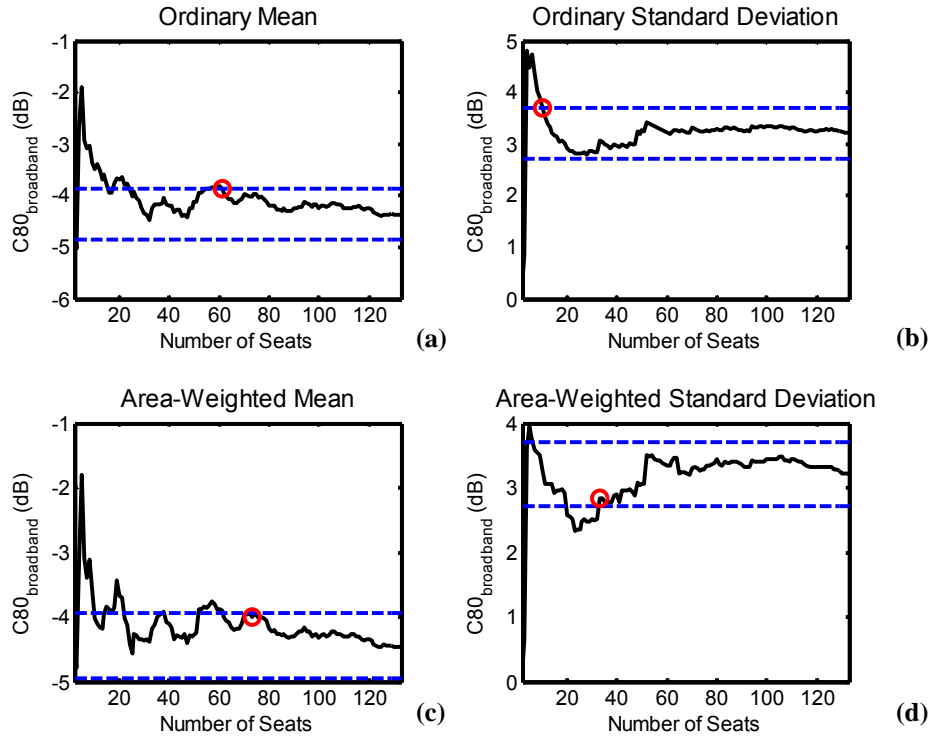 Ordinary Mean
-1
-2
-3
-4
-5
-6
C80broadband (dB)
20 40 60 80 100 120
Number of Seats
(a)
Ordinary Standard Deviation
5
4
3
2
1
0
C80broadband (dB)
20 40 60 80 100 120
Number of Seats
(b)
Area-Weighted Mean
-1
-2
-3
-4
-5
C80broadband (dB)
20 40 60 80 100 120
Number of Seats
(c)
Area-Weighted Standard Deviation
4
3
2
1
0
C80broadband (dB)
20 40 60 80 100 120
Number of Seats
(d)